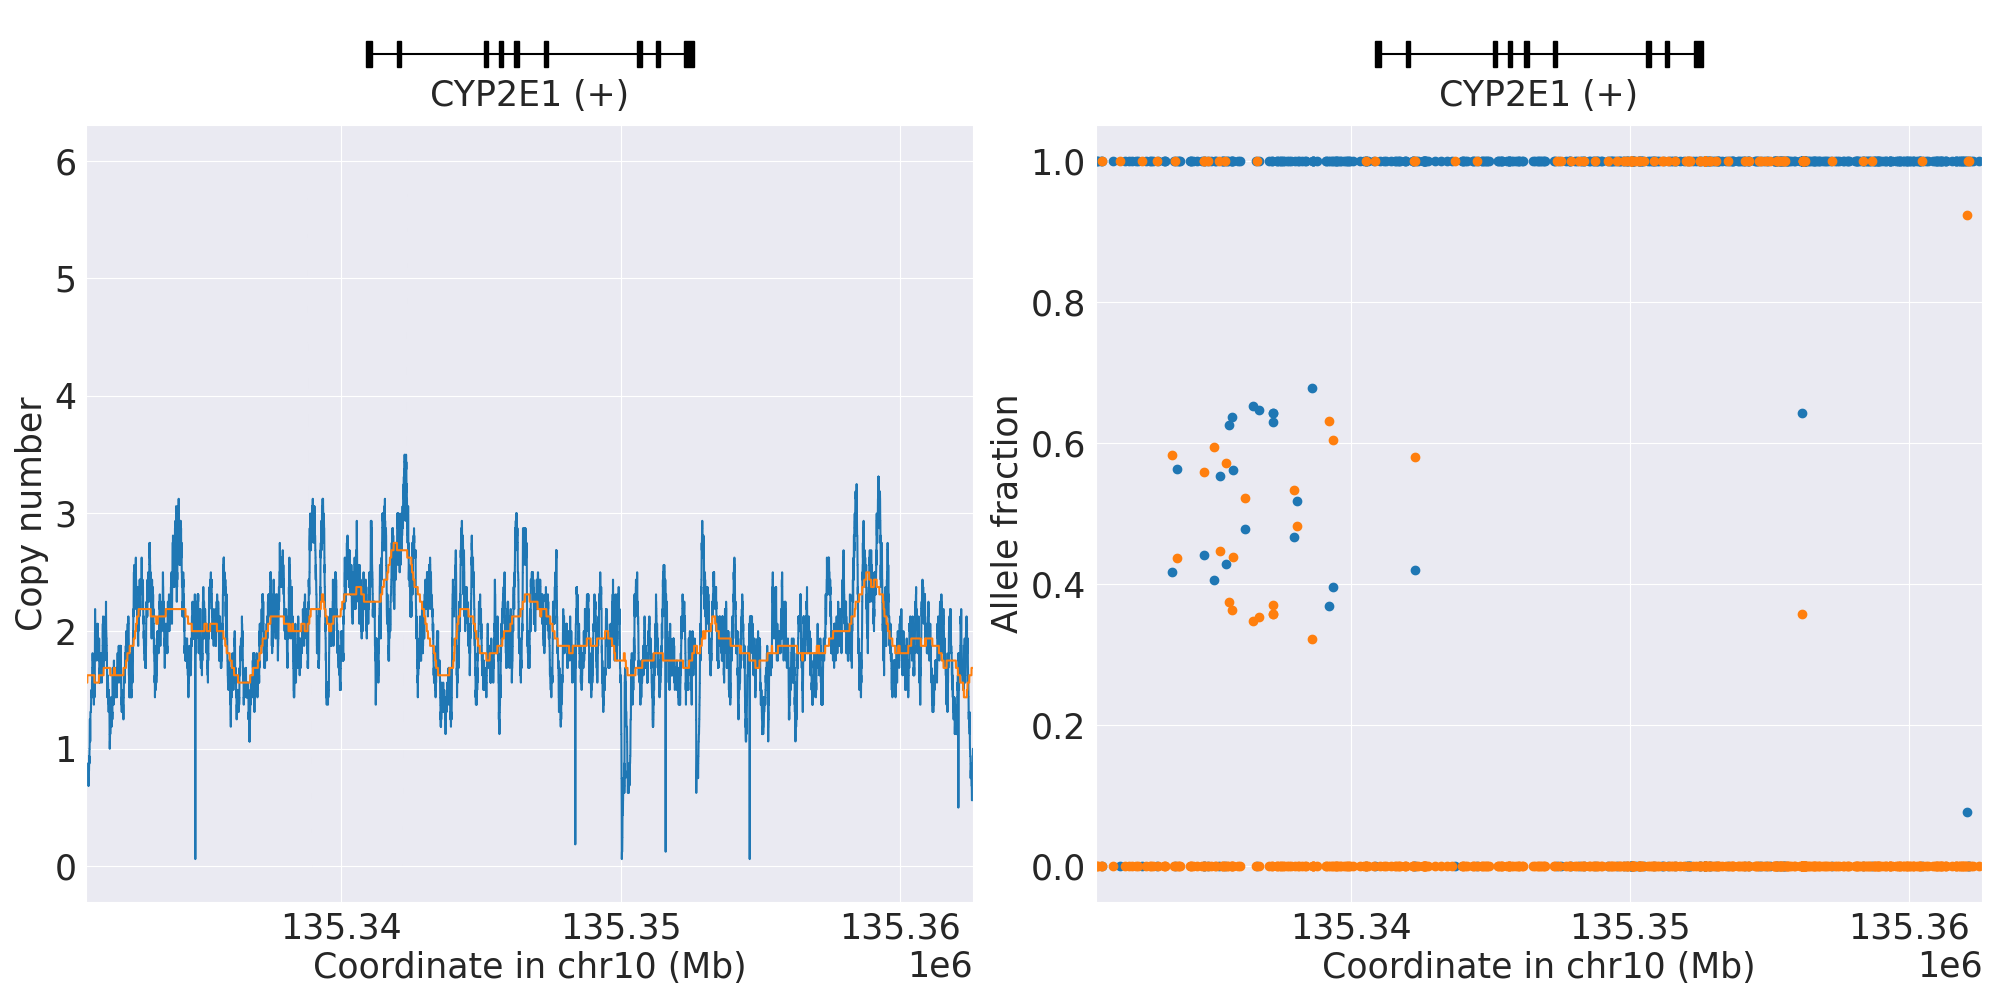 CYP2E1 (+)
6
5
4
3
2
1
0
Copy number
135.34 135.35 135.36
Coordinate in chr10 (Mb)
1e6
CYP2E1 (+)
1.0
0.8
0.6
0.4
0.2
0.0
Allele fraction
135.34 135.35 135.36
Coordinate in chr10 (Mb)
1e6